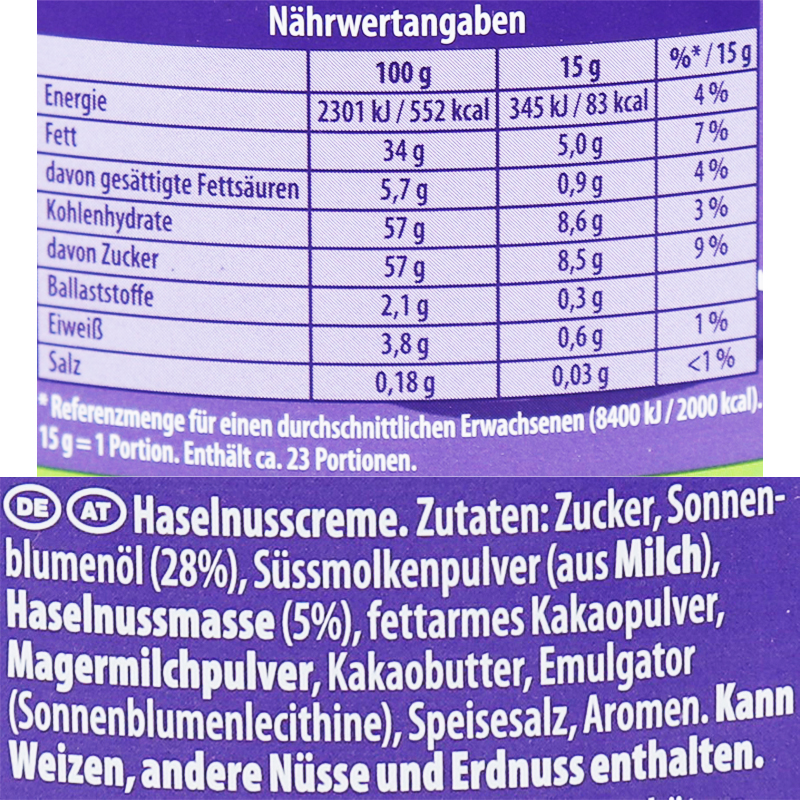 Nährwertangaben
100 g 15 g %*/15 g
Energie 2301 kJ / 552 kcal 345 kJ / 83 kcal 4 %
Fett 34 g 5,0 g 7 %
davon gesättigte Fettsäuren 5,7 g 0,9 g 4 %
Kohlenhydrate 57 g 8,6 g 3 %
davon Zucker 57 g 8,5 g 9 %
Ballaststoffe 2,1 g 0,3 g
Eiweiß 3,8 g 0,6 g 1 %
Salz 0,18 g 0,03 g <1 %
* Referenzmenge für einen durchschnittlichen Erwachsenen (8400 kJ / 2000 kcal).
15 g = 1 Portion. Enthält ca. 23 Portionen.
DE AT Haselnusscreme. Zutaten: Zucker, Sonnen-
blumenöl (28%), Süssmolkenpulver (aus Milch),
Haselnussmasse (5%), fettarmes Kakaopulver,
Magermilchpulver, Kakaobutter, Emulgator
(Sonnenblumenlecithine), Speisesalz, Aromen. Kann
Weizen, andere Nüsse und Erdnuss enthalten.